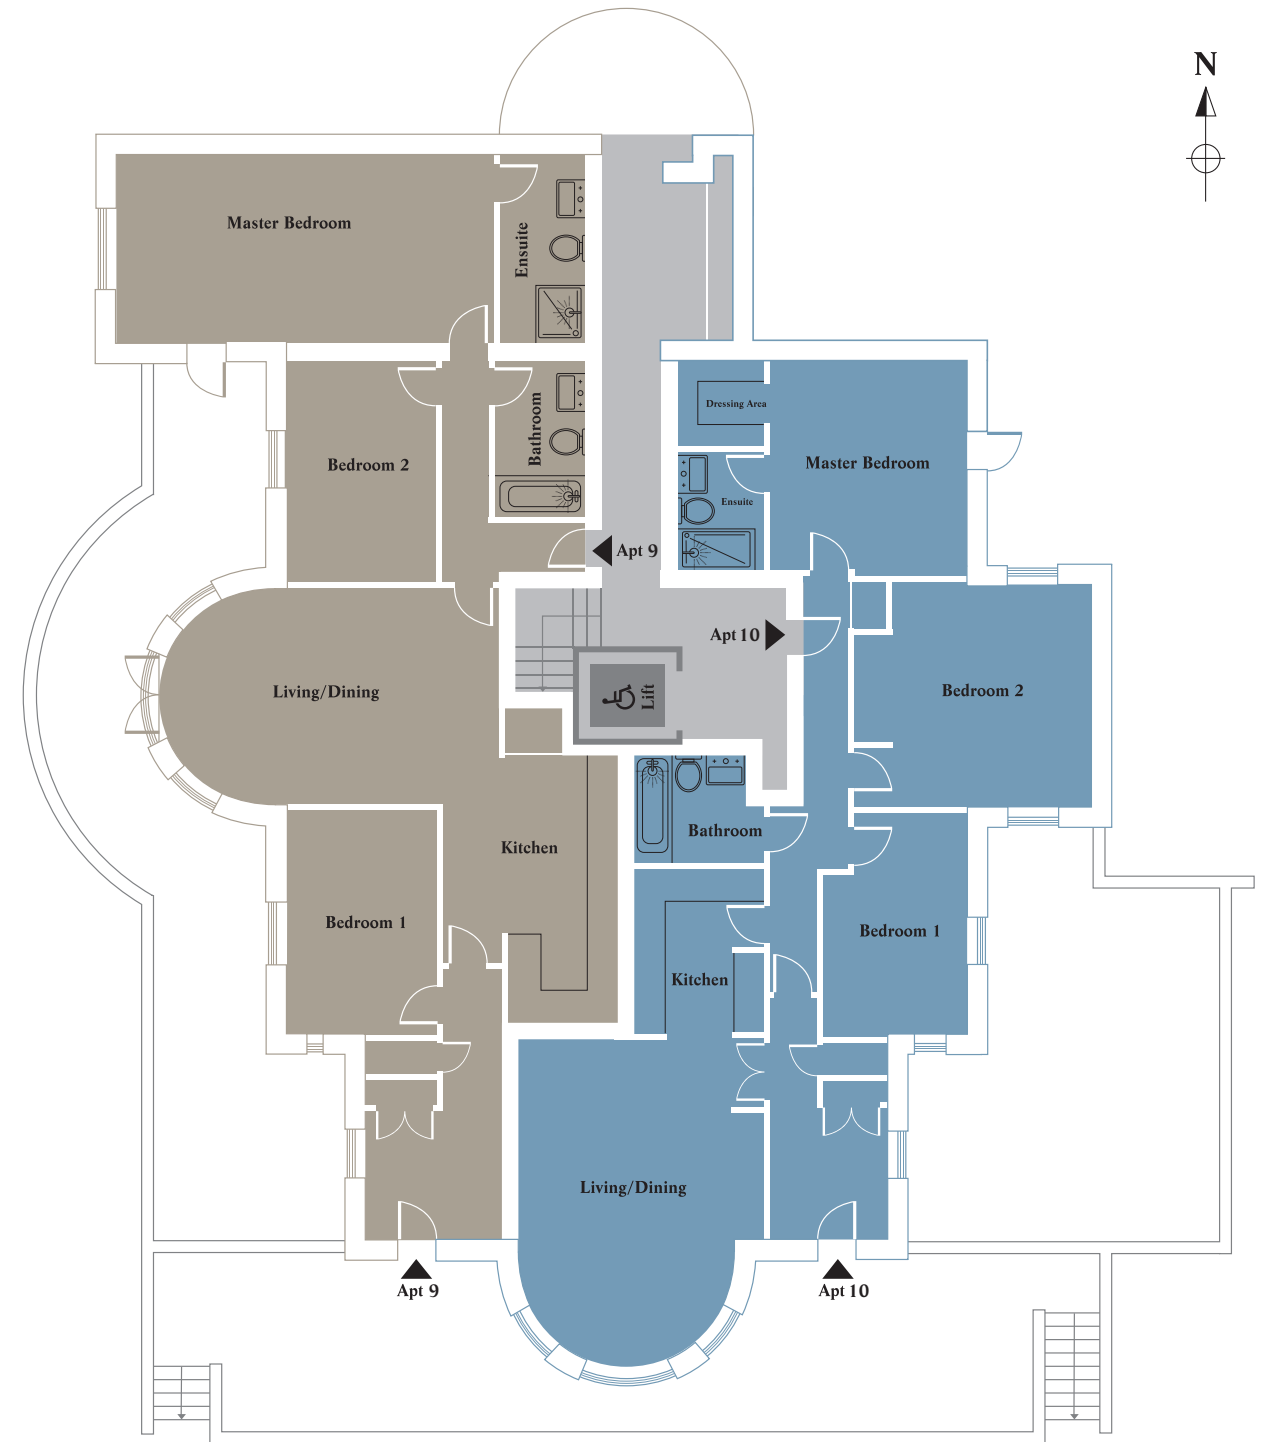 N
Master Bedroom
Ensuite
Dressing Area
Bathroom
Bedroom 2
Master Bedroom
Ensuite
Apt 9
Apt 10
Living/Dining
Lift
Bedroom 2
Bathroom
Kitchen
Bedroom 1
Bedroom 1
Kitchen
Living/Dining
Apt 9
Apt 10